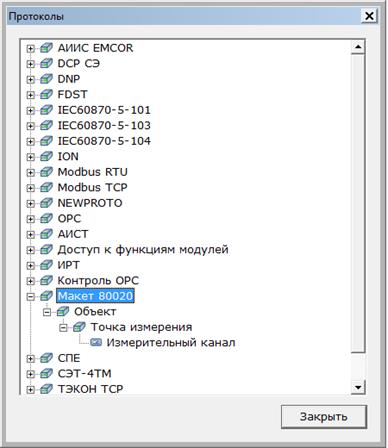 Протоколы
АИИС EMCOR
DCP СЭ
DNP
FDST
IEC60870-5-101
IEC60870-5-103
IEC60870-5-104
ION
Modbus RTU
Modbus TCP
NEWPROTO
OPC
АИСТ
Доступ к функциям модулей
ИРТ
Контроль OPC
Макет 80020
Объект
Точка измерения
Измерительный канал
СПЕ
СЭТ-4ТМ
ТЭКОН TCP
Закрыть